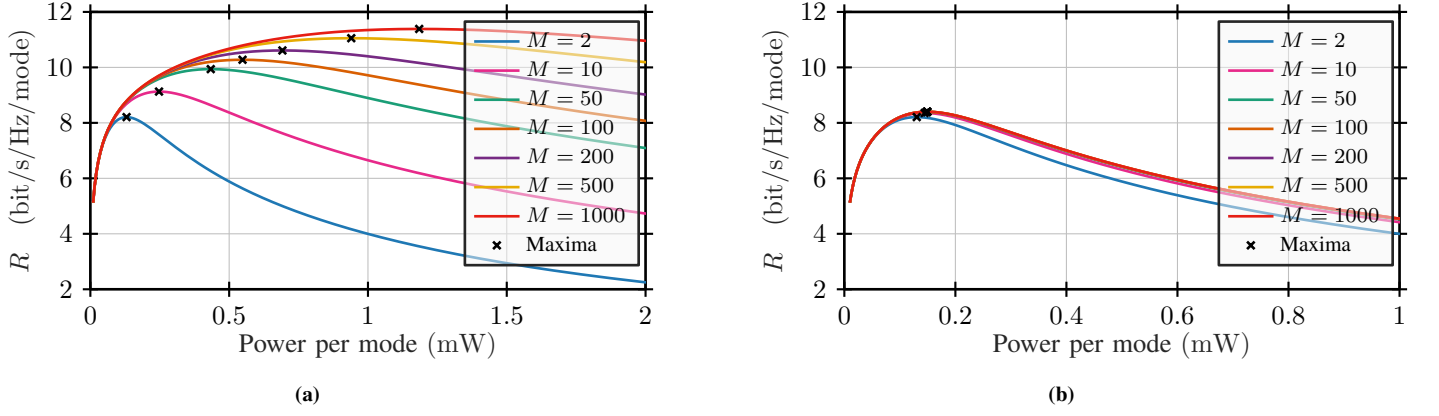 12
10
8
6
4
2
R (bit/s/Hz/mode)
M = 2
M = 10
M = 50
M = 100
M = 200
M = 500
M = 1000
Maxima
0 0.5 1 1.5 2
Power per mode (mW)
(a)
12
10
8
6
4
2
R (bit/s/Hz/mode)
M = 2
M = 10
M = 50
M = 100
M = 200
M = 500
M = 1000
Maxima
0 0.2 0.4 0.6 0.8 1
Power per mode (mW)
(b)